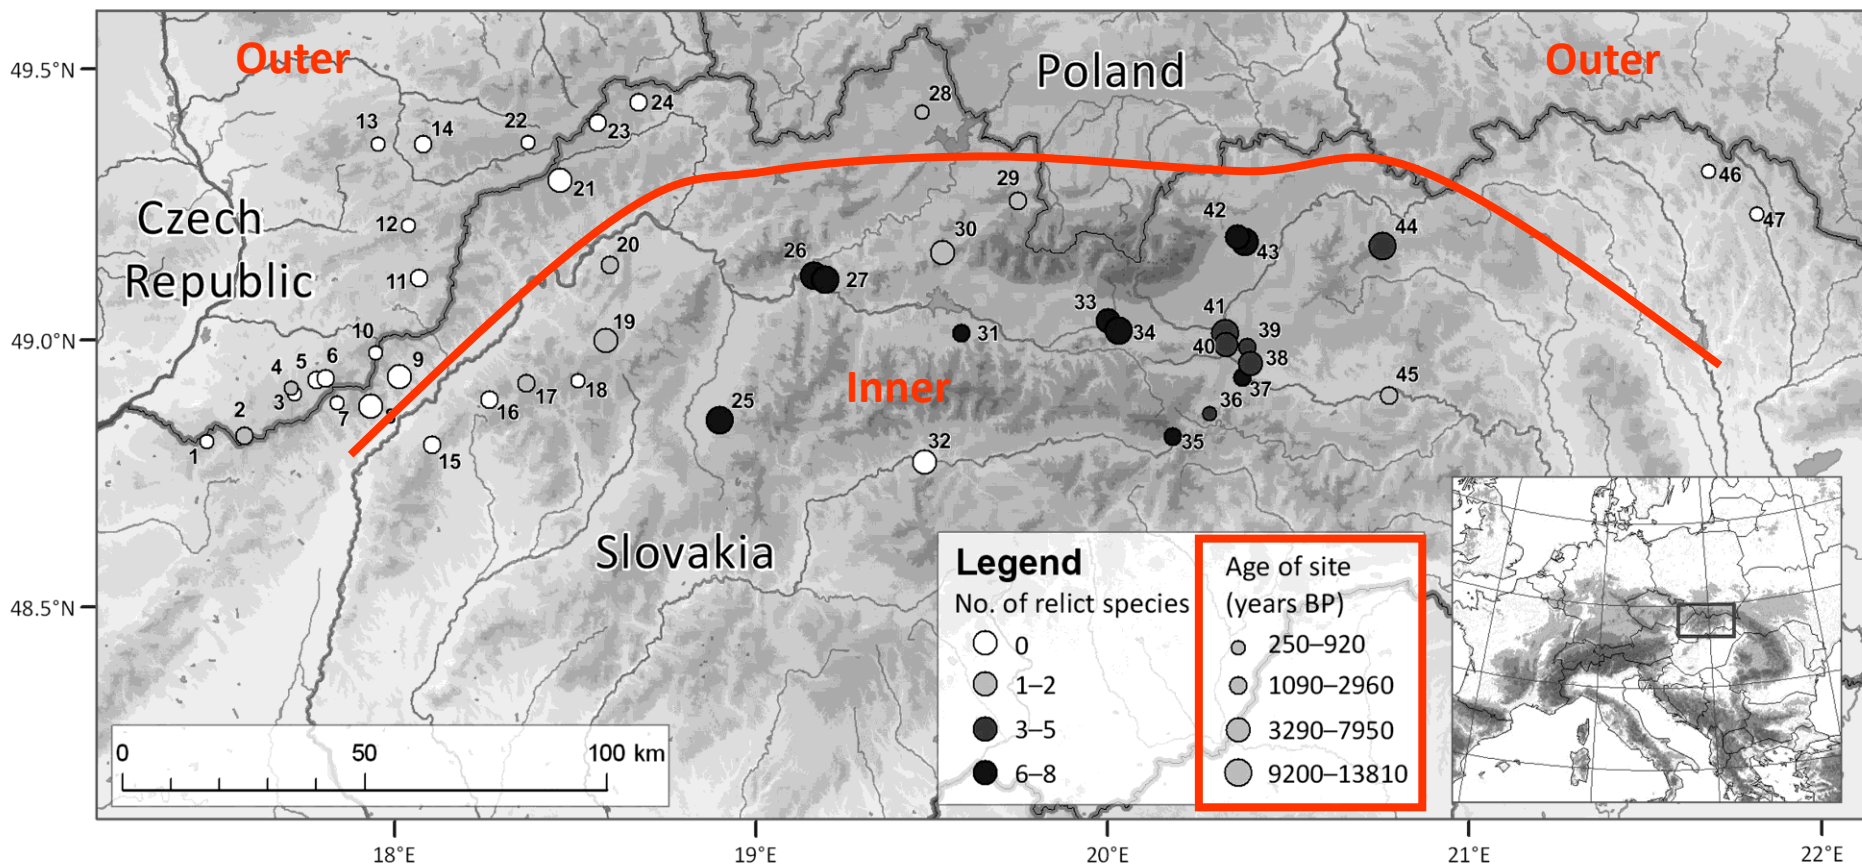 Outer
Outer
Poland
Czech
Republic
Inner
Slovakia
49.5°N
49.0°N
48.5°N
18°E
19°E
20°E
21°E
22°E
1
2
3
4
5
6
7
8
9
10
11
12
13
14
15
16
17
18
19
20
21
22
23
24
25
26
27
28
29
30
31
32
33
34
35
36
37
38
39
40
41
42
43
44
45
46
47
0
50
100 km
Legend
No. of relict species
0
1–2
3–5
6–8
Age of site
(years BP)
250–920
1090–2960
3290–7950
9200–13810